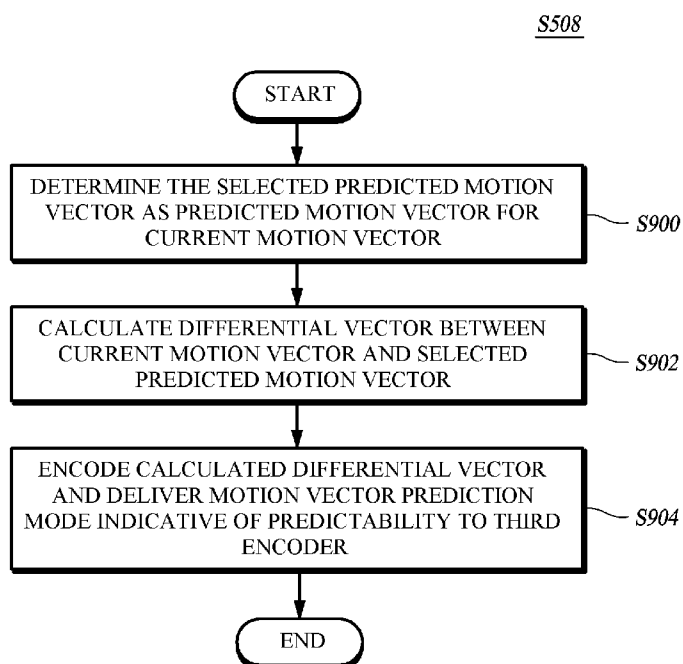 S508
START
DETERMINE THE SELECTED PREDICTED MOTION
VECTOR AS PREDICTED MOTION VECTOR FOR
CURRENT MOTION VECTOR
S900
CALCULATE DIFFERENTIAL VECTOR BETWEEN
CURRENT MOTION VECTOR AND SELECTED
PREDICTED MOTION VECTOR
S902
ENCODE CALCULATED DIFFERENTIAL VECTOR
AND DELIVER MOTION VECTOR PREDICTION
MODE INDICATIVE OF PREDICTABILITY TO THIRD
ENCODER
S904
END